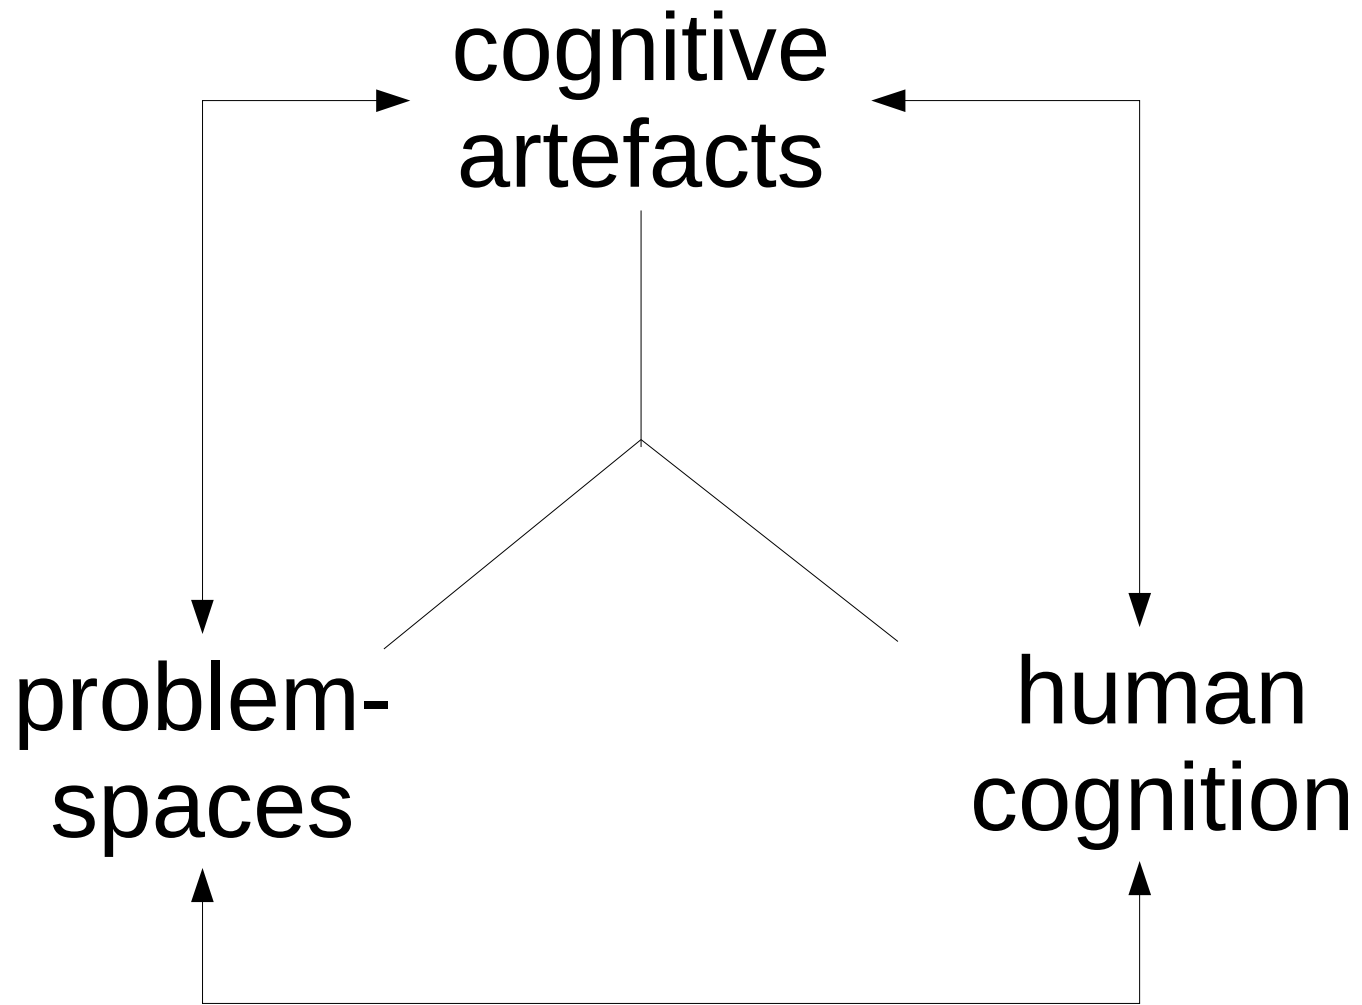 cognitive
artefacts
problem-
spaces
human
cognition